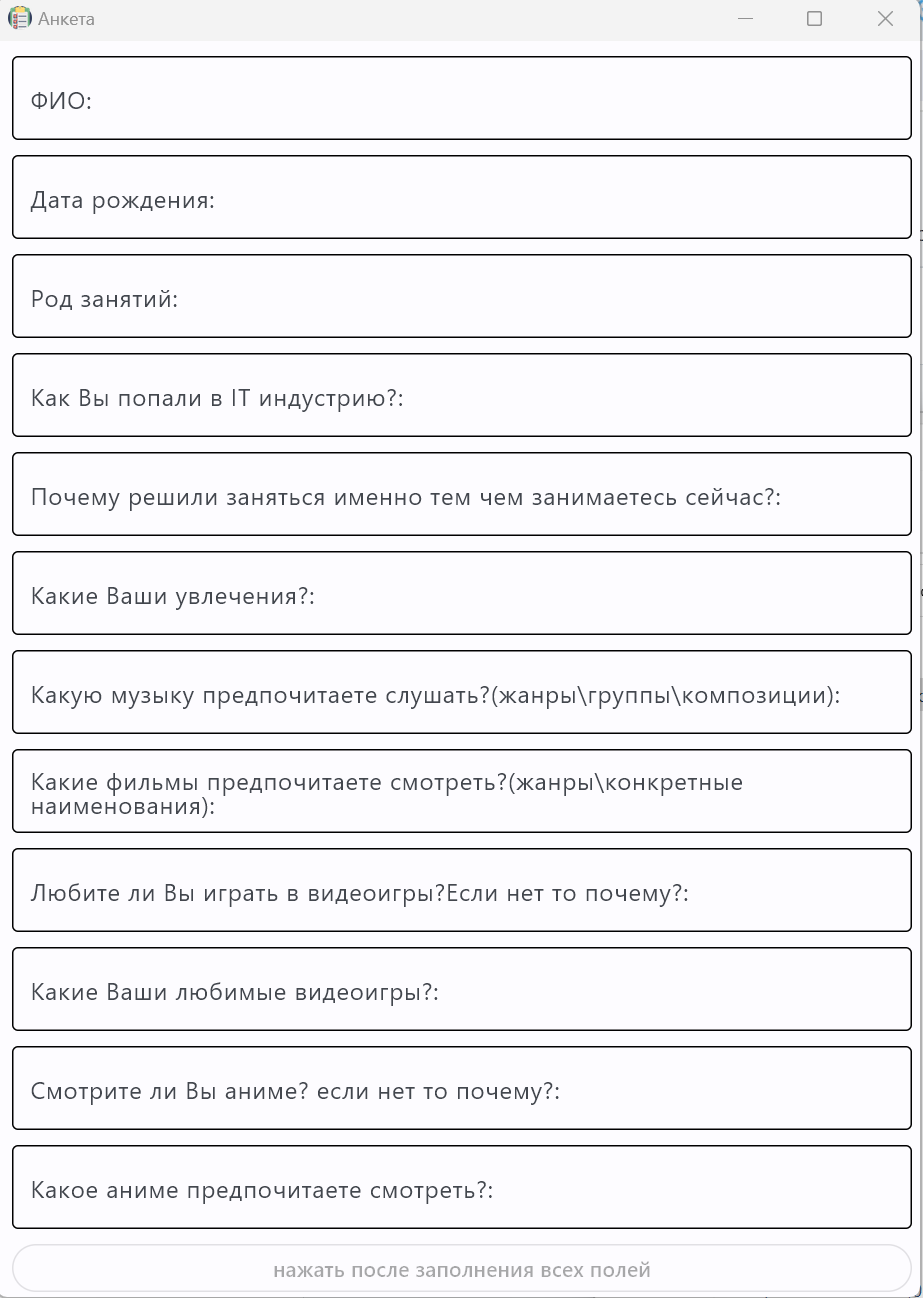 Анкета
ФИО:
Дата рождения:
Род занятий:
Как Вы попали в IT индустрию?:
Почему решили заняться именно тем чем занимаетесь сейчас?:
Какие Ваши увлечения?:
Какую музыку предпочитаете слушать?(жанры\группы\композиции):
Какие фильмы предпочитаете смотреть?(жанры\конкретные
наименования):
Любите ли Вы играть в видеоигры?Если нет то почему?:
Какие Ваши любимые видеоигры?:
Смотрите ли Вы аниме? если нет то почему?:
Какое аниме предпочитаете смотреть?:
нажать после заполнения всех полей